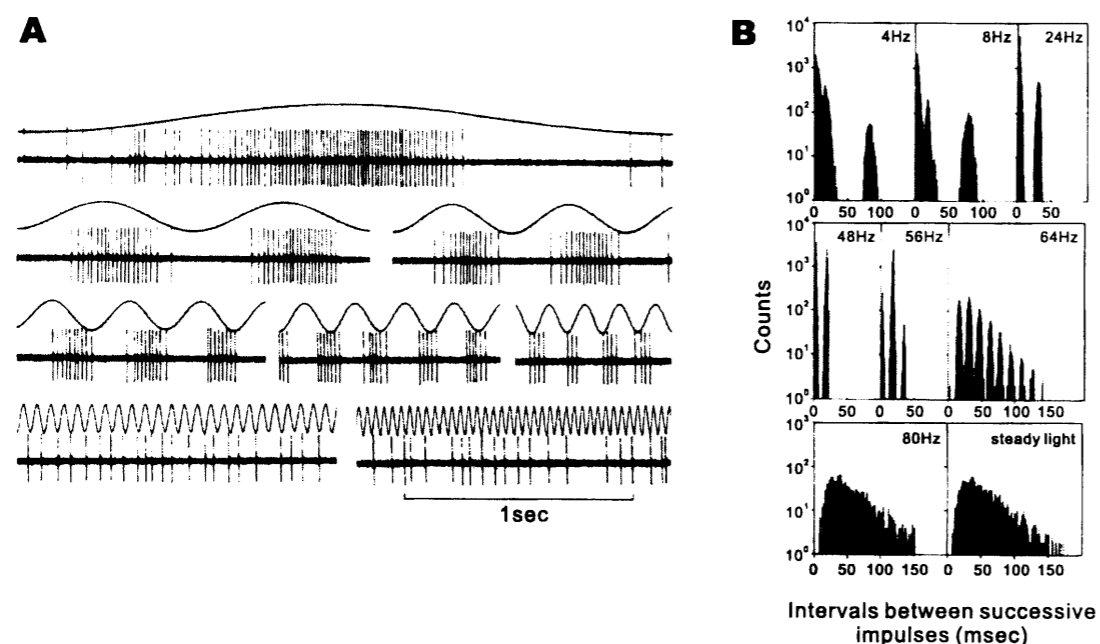 A
1sec
B
4Hz 8Hz 24Hz
10⁴
10³
10²
10¹
10⁰
0 50 100 0 50 100 0 50
48Hz 56Hz 64Hz
10⁴
10³
10²
10¹
10⁰
0 50 0 50 0 50 100 150
80Hz steady light
10³
10²
10¹
10⁰
0 50 100 150 0 50 100 150
Counts
Intervals between successive
impulses (msec)